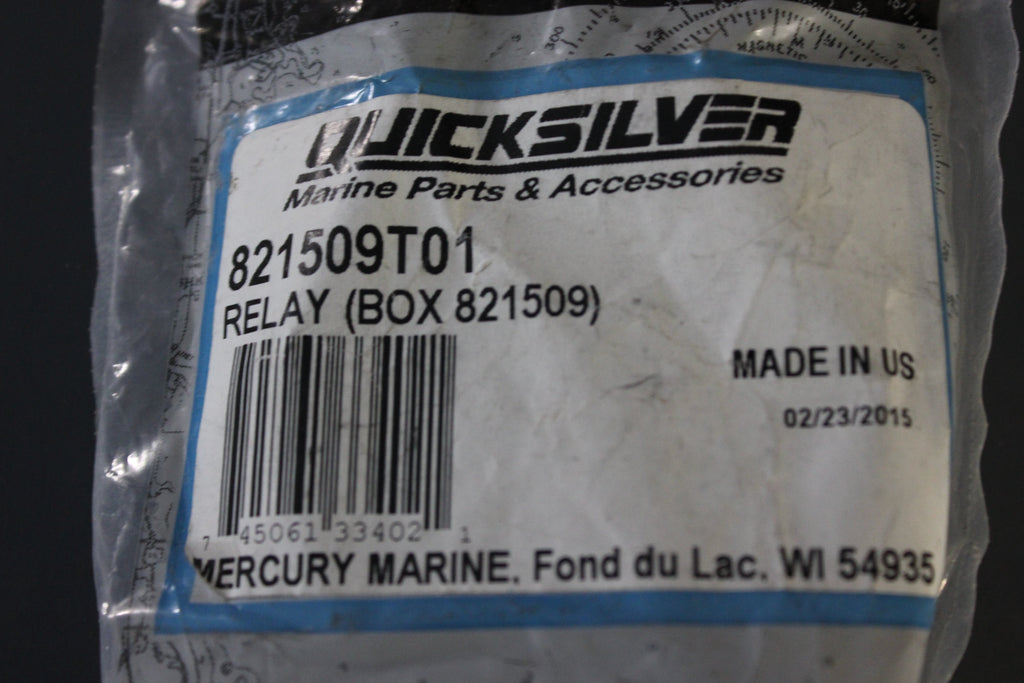 QUICKSILVER
Marine Parts & Accessories
821509T01
RELAY (BOX 821509)
MADE IN US
02/23/2015
7 45061 33402 1
MERCURY MARINE, Fond du Lac, WI 54935